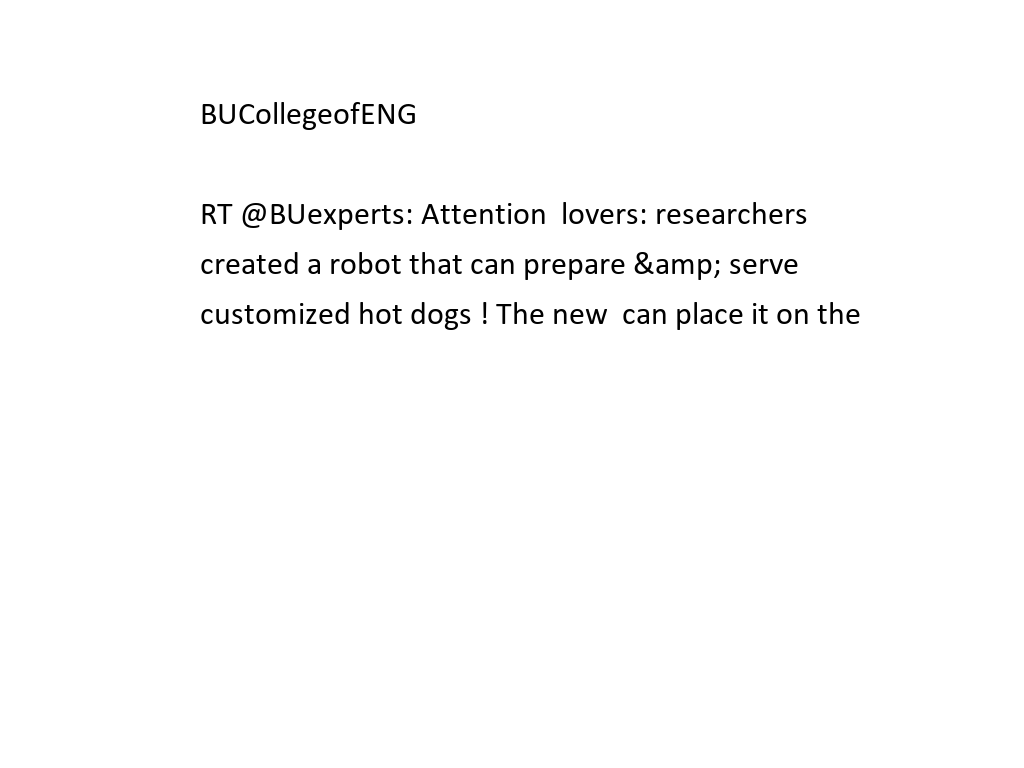 BUCollegeofENG
RT @BUexperts: Attention  lovers: researchers
created a robot that can prepare &amp; serve
customized hot dogs ! The new  can place it on the